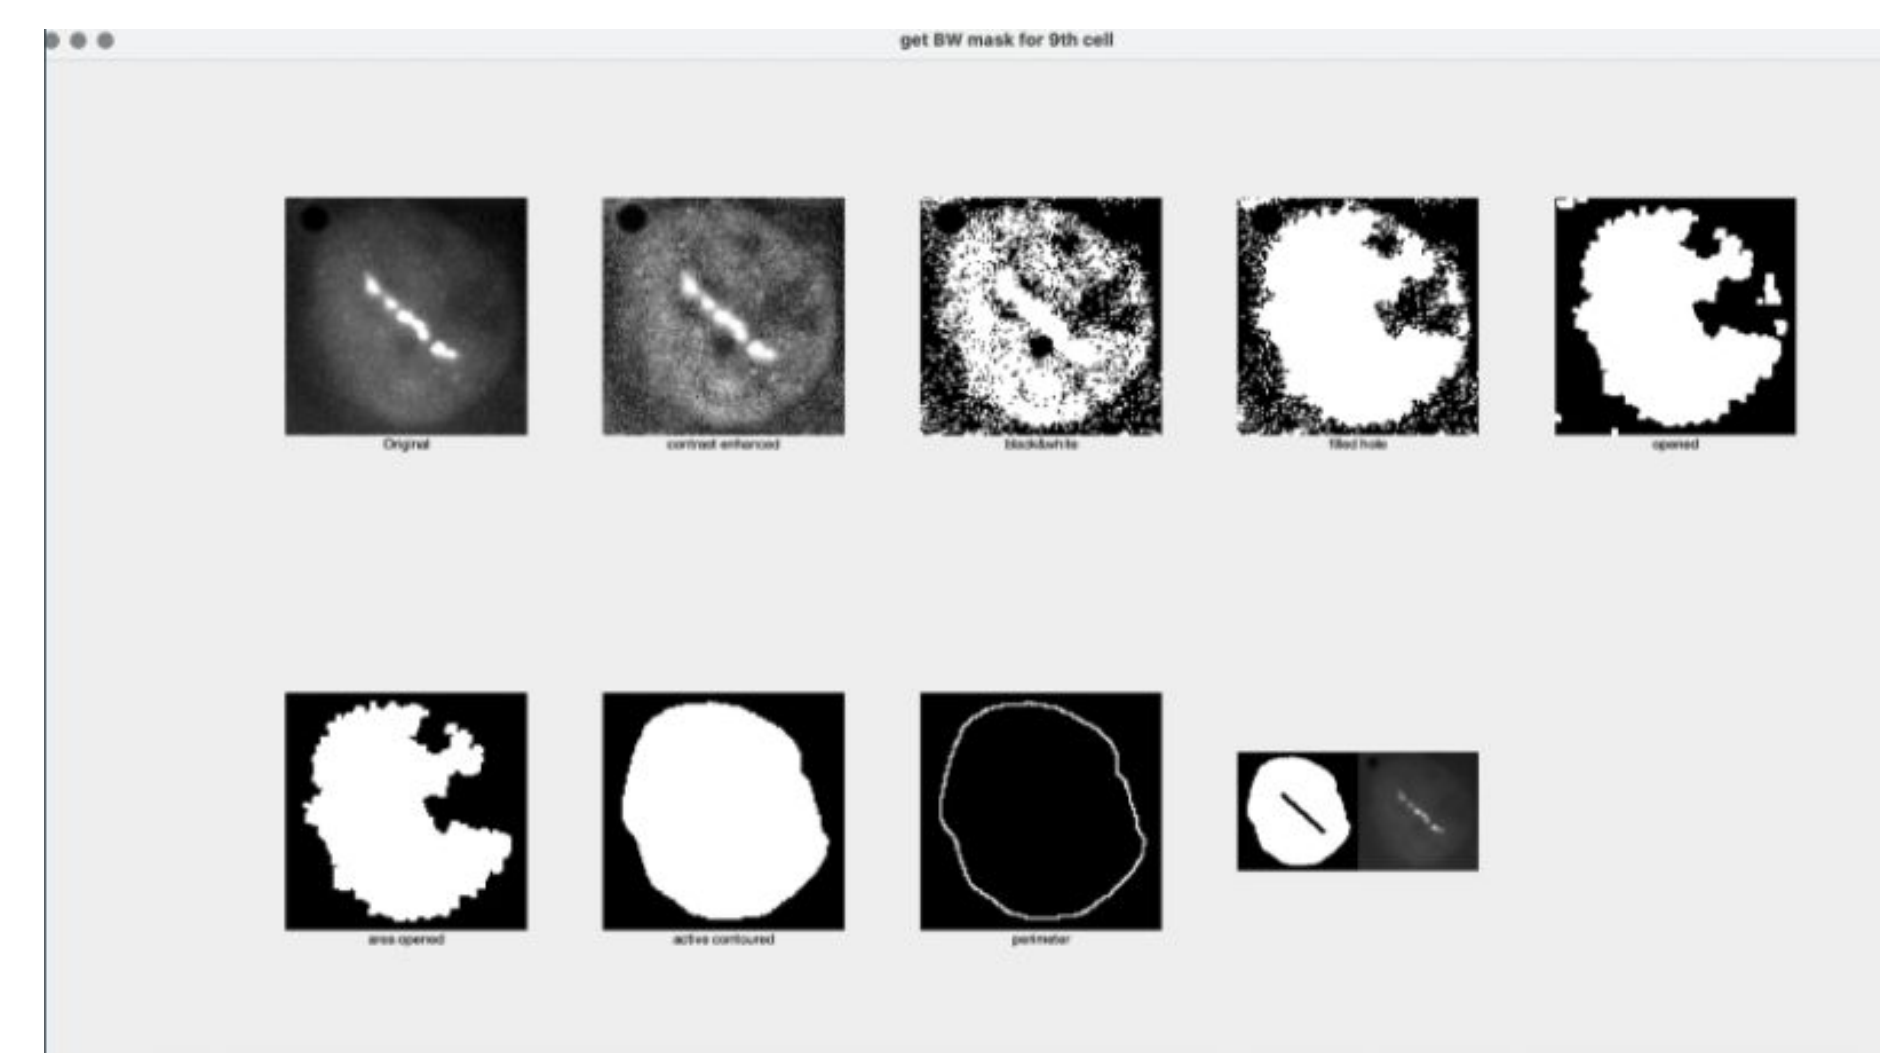 get BW mask for 9th cell
Original
contrast enhanced
black&white
filled hole
opened
area opened
active contoured
perimeter